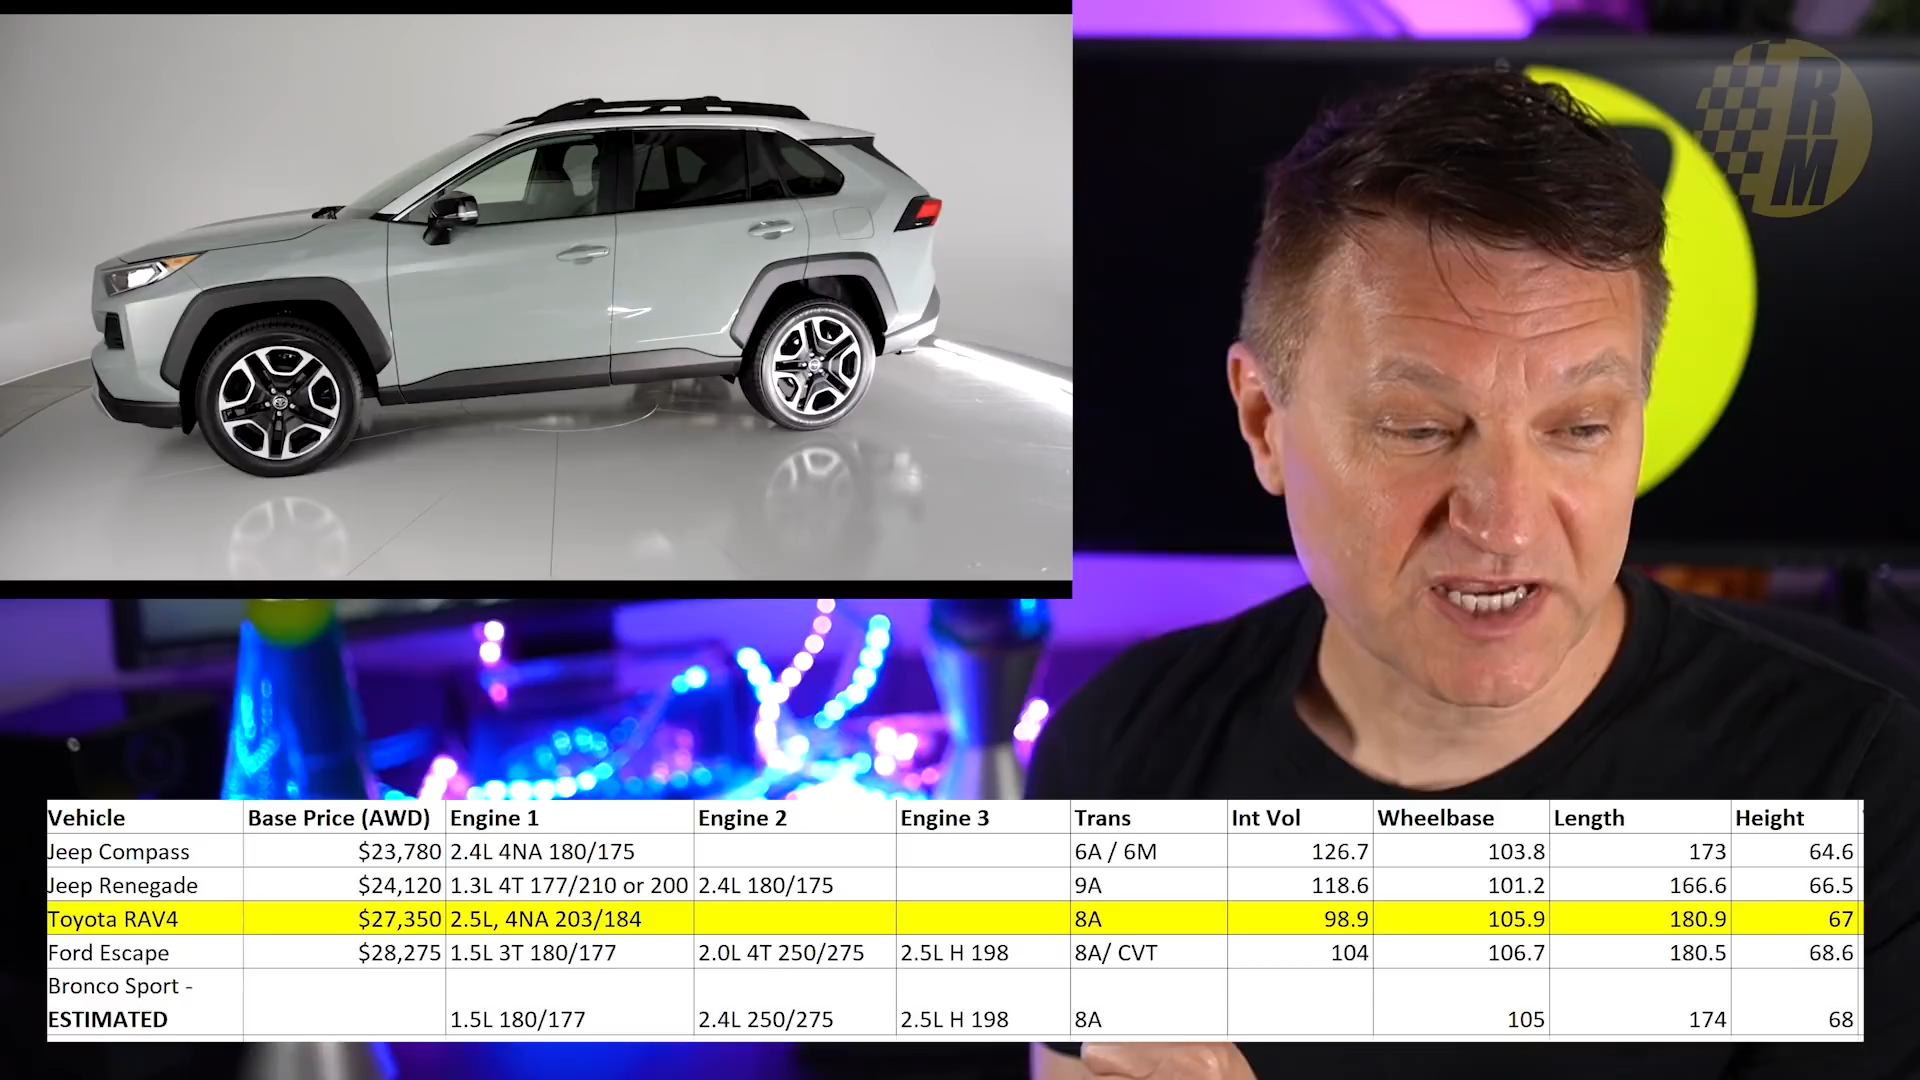 R
M
Vehicle Base Price (AWD) Engine 1 Engine 2 Engine 3 Trans Int Vol Wheelbase Length Height
Jeep Compass $23,780 2.4L 4NA 180/175 6A / 6M 126.7 103.8 173 64.6
Jeep Renegade $24,120 1.3L 4T 177/210 or 200 2.4L 180/175 9A 118.6 101.2 166.6 66.5
Toyota RAV4 $27,350 2.5L, 4NA 203/184 8A 98.9 105.9 180.9 67
Ford Escape $28,275 1.5L 3T 180/177 2.0L 4T 250/275 2.5L H 198 8A/ CVT 104 106.7 180.5 68.6
Bronco Sport -
ESTIMATED 1.5L 180/177 2.4L 250/275 2.5L H 198 8A 105 174 68